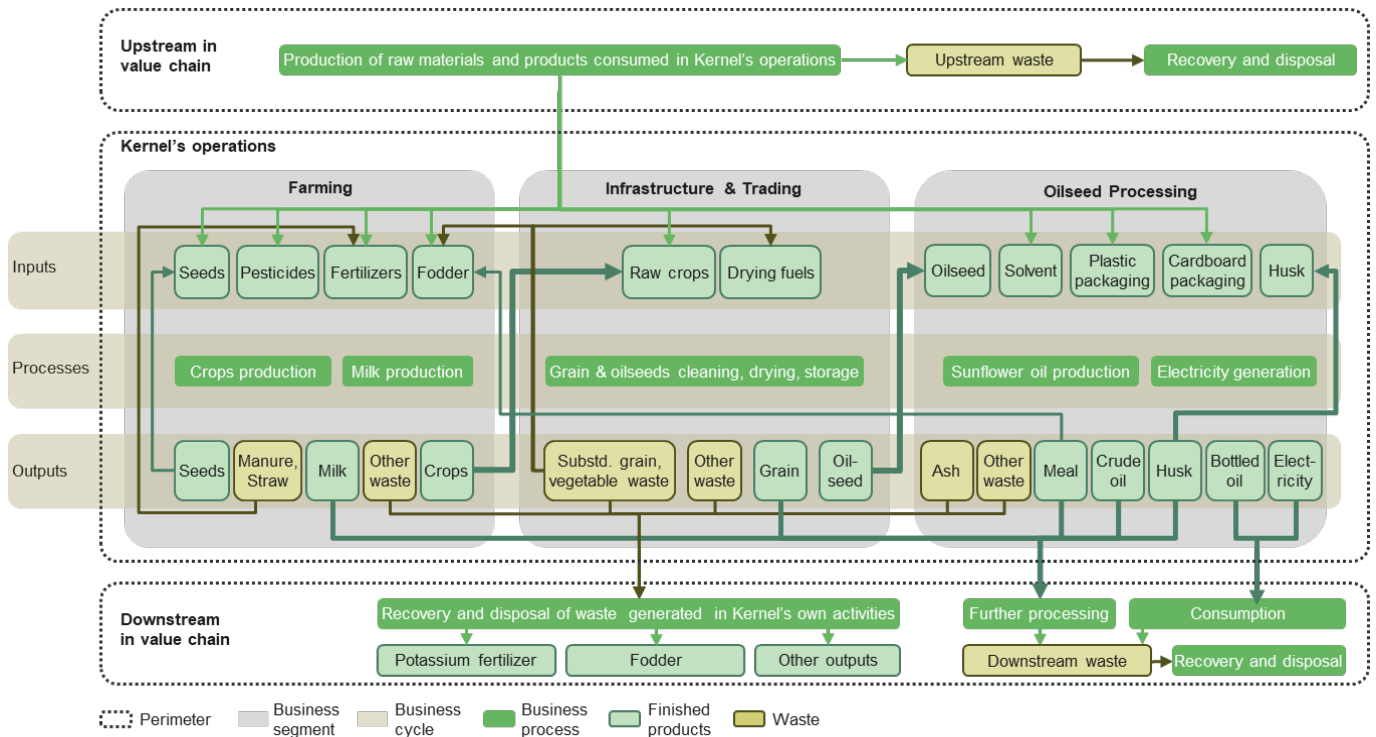 Upstream in
value chain
Production of raw materials and products consumed in Kernel's operations
Upstream waste
Recovery and disposal
Kernel's operations
Farming
Infrastructure & Trading
Oilseed Processing
Inputs
Seeds
Pesticides
Fertilizers
Fodder
Raw crops
Drying fuels
Oilseed
Solvent
Plastic
packaging
Cardboard
packaging
Husk
Processes
Crops production
Milk production
Grain & oilseeds cleaning, drying, storage
Sunflower oil production
Electricity generation
Outputs
Seeds
Manure,
Straw
Milk
Other
waste
Crops
Substd. grain,
vegetable waste
Other
waste
Grain
Oil-
seed
Ash
Other
waste
Meal
Crude
oil
Husk
Bottled
oil
Elect-
ricity
Downstream
in value chain
Recovery and disposal of waste generated in Kernel's own activities
Further processing
Consumption
Potassium fertilizer
Fodder
Other outputs
Downstream waste
Recovery and disposal
Perimeter
Business
segment
Business
cycle
Business
process
Finished
products
Waste